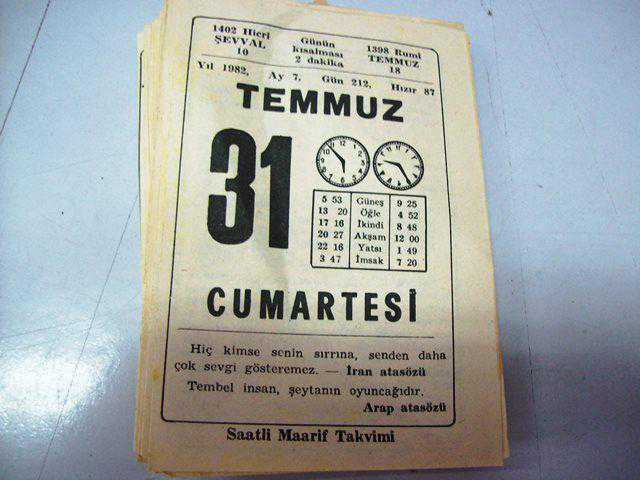 1402 Hicri Günün 1398 Rumi
ŞEVVAL kısalması TEMMUZ
10 2 dakika 18
Yıl 1982, Ay 7, Gün 212, Hızır 87
TEMMUZ
31
5 53 Güneş 9 25
13 20 Öğle 4 52
17 16 İkindi 8 48
20 27 Akşam 12 00
22 16 Yatsı 1 49
3 47 İmsak 7 20
CUMARTESİ
Hiç kimse senin sırrına, senden daha
çok sevgi gösteremez. — İran atasözü
Tembel insan, şeytanın oyuncağıdır.
Arap atasözü
Saatli Maarif Takvimi